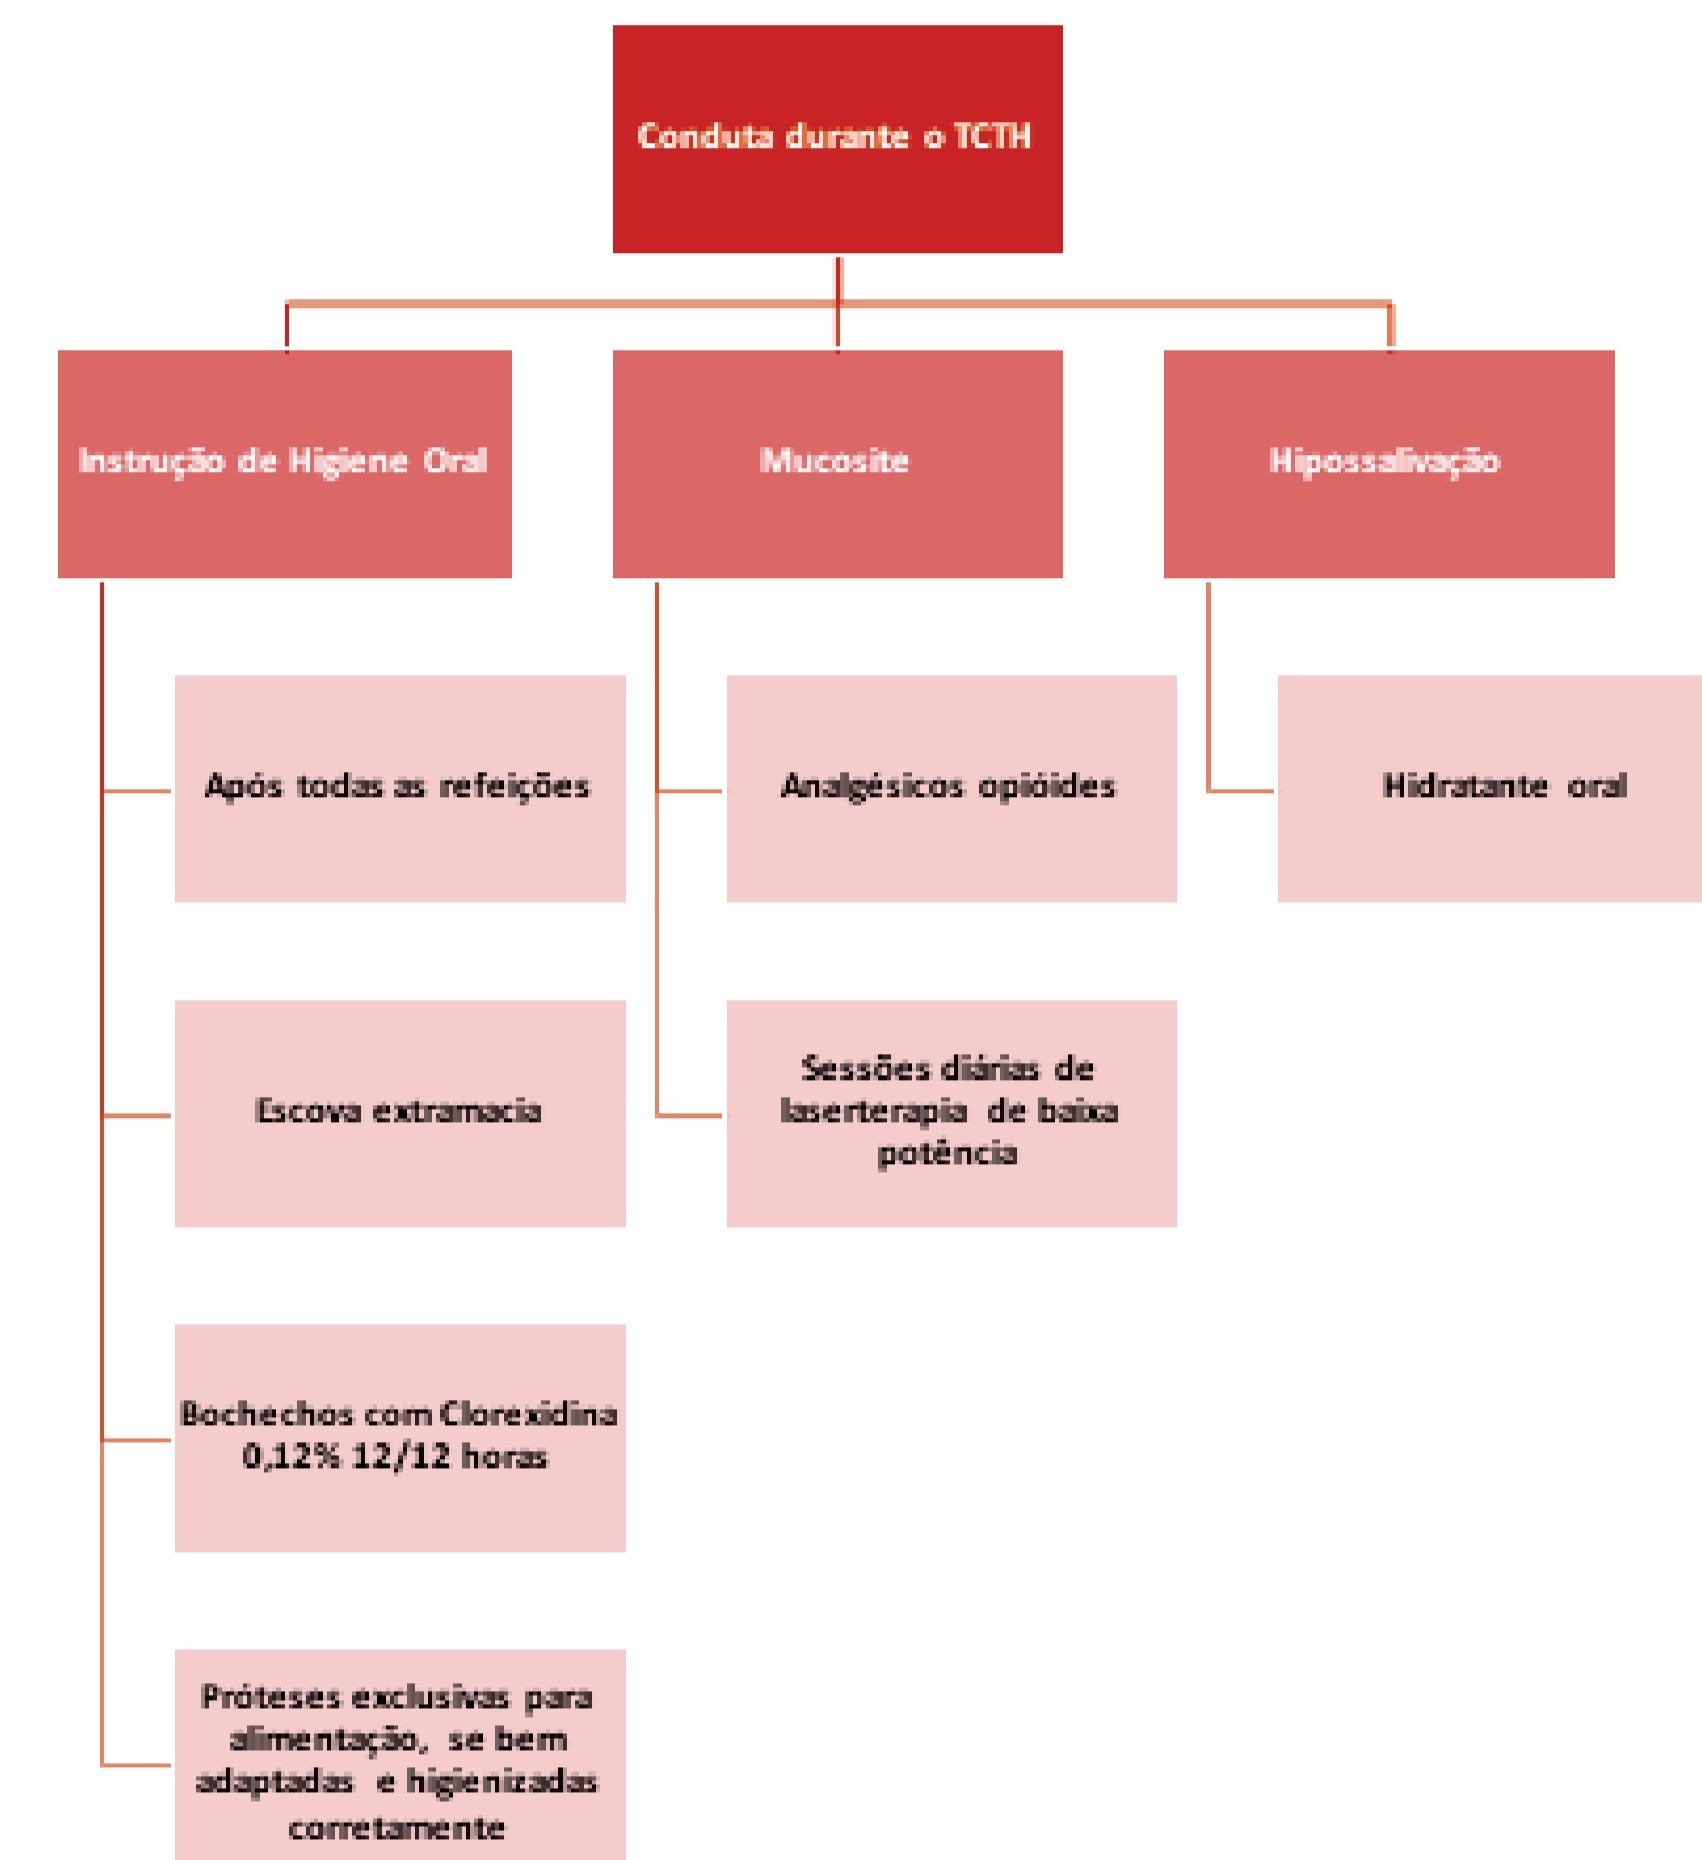 Conduta durante o TCTH
Instrução de Higiene Oral
Mucosite
Hipossalivação
Após todas as refeições
Analgésicos opióides
Hidratante oral
Escova extramacia
Sessões diárias de
laserterapia de baixa
potência
Bochechos com Clorexidina
0,12% 12/12 horas
Próteses exclusivas para
alimentação, se bem
adaptadas e higienizadas
corretamente